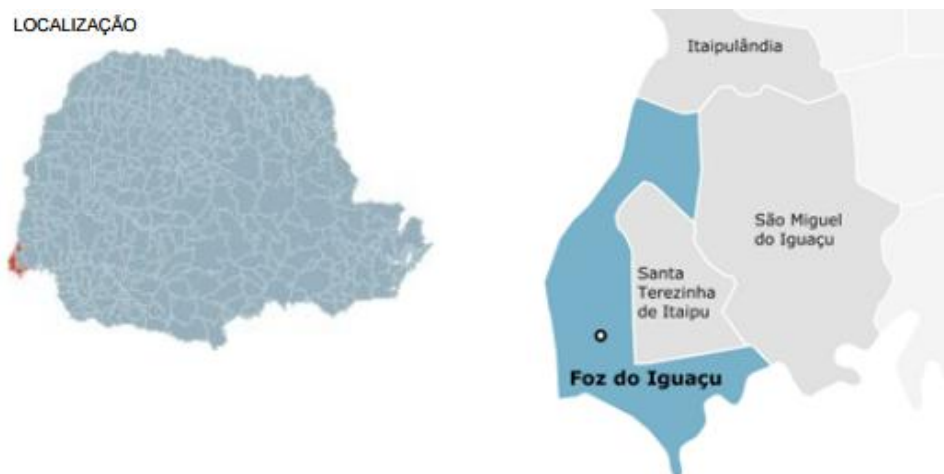 LOCALIZAÇÃO
Itaipulândia
São Miguel
do Iguaçu
Santa
Terezinha
de Itaipu
Foz do Iguaçu